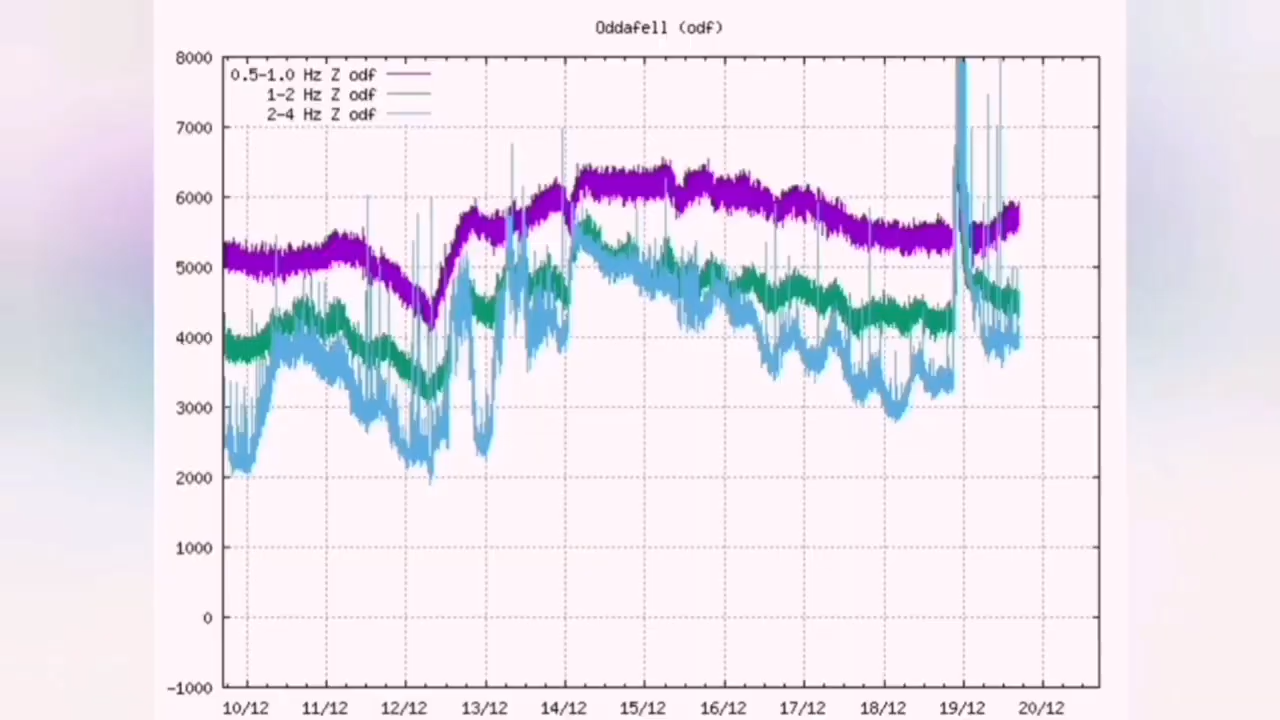 Oddafell (odf)
0.5-1.0 Hz Z odf
1-2 Hz Z odf
2-4 Hz Z odf
8000
7000
6000
5000
4000
3000
2000
1000
0
-1000
10/12 11/12 12/12 13/12 14/12 15/12 16/12 17/12 18/12 19/12 20/12